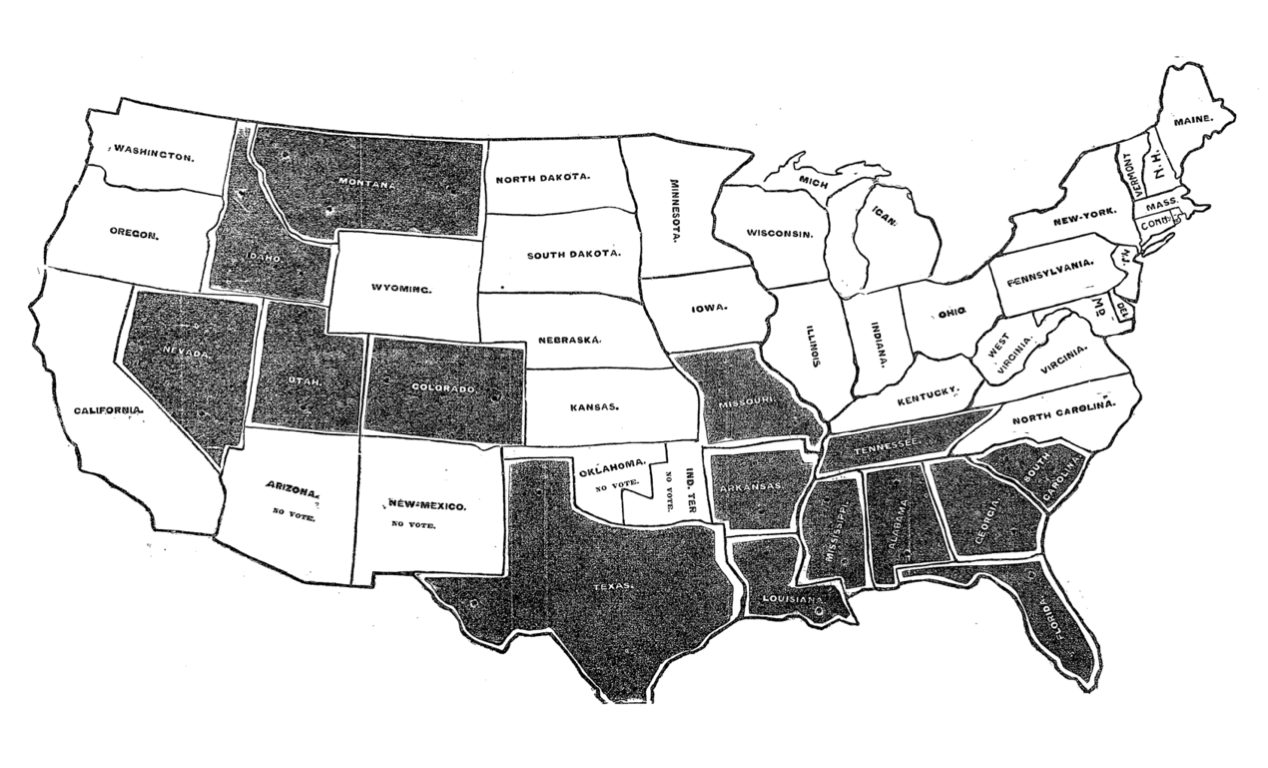 WASHINGTON.
OREGON.
CALIFORNIA.
IDAHO.
NEVADA.
MONTANA.
WYOMING.
UTAH.
COLORADO.
ARIZONA.
NO VOTE.
NEW-MEXICO.
NO VOTE.
NORTH DAKOTA.
SOUTH DAKOTA.
NEBRASKA.
KANSAS.
OKLAHOMA.
NO VOTE.
IND. TER
NO VOTE.
TEXAS.
MINNESOTA.
IOWA.
MISSOURI.
ARKANSAS.
LOUISIANA.
WISCONSIN.
ILLINOIS
MICH
IGAN.
INDIANA.
OHIO.
KENTUCKY.
TENNESSEE.
MISSISSIPPI.
ALABAMA
GEORGIA.
FLORIDA.
SOUTH
CAROLINA.
NORTH CAROLINA.
VIRGINIA.
WEST
VIRGINIA.
MD
DEL
N.J.
PENNSYLVANIA.
NEW-YORK.
CONN
MASS.
VERMONT
N.H.
MAINE.